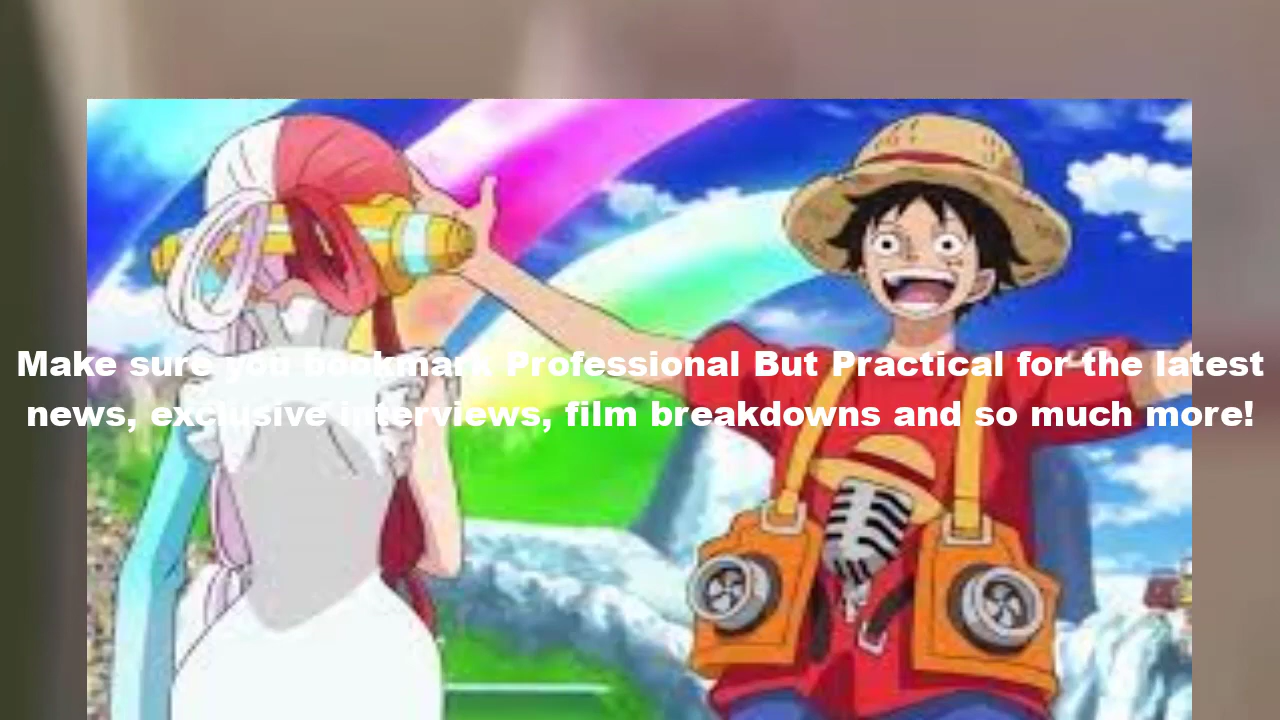 Make sure you bookmark Professional But Practical for the latest
news, exclusive interviews, film breakdowns and so much more!